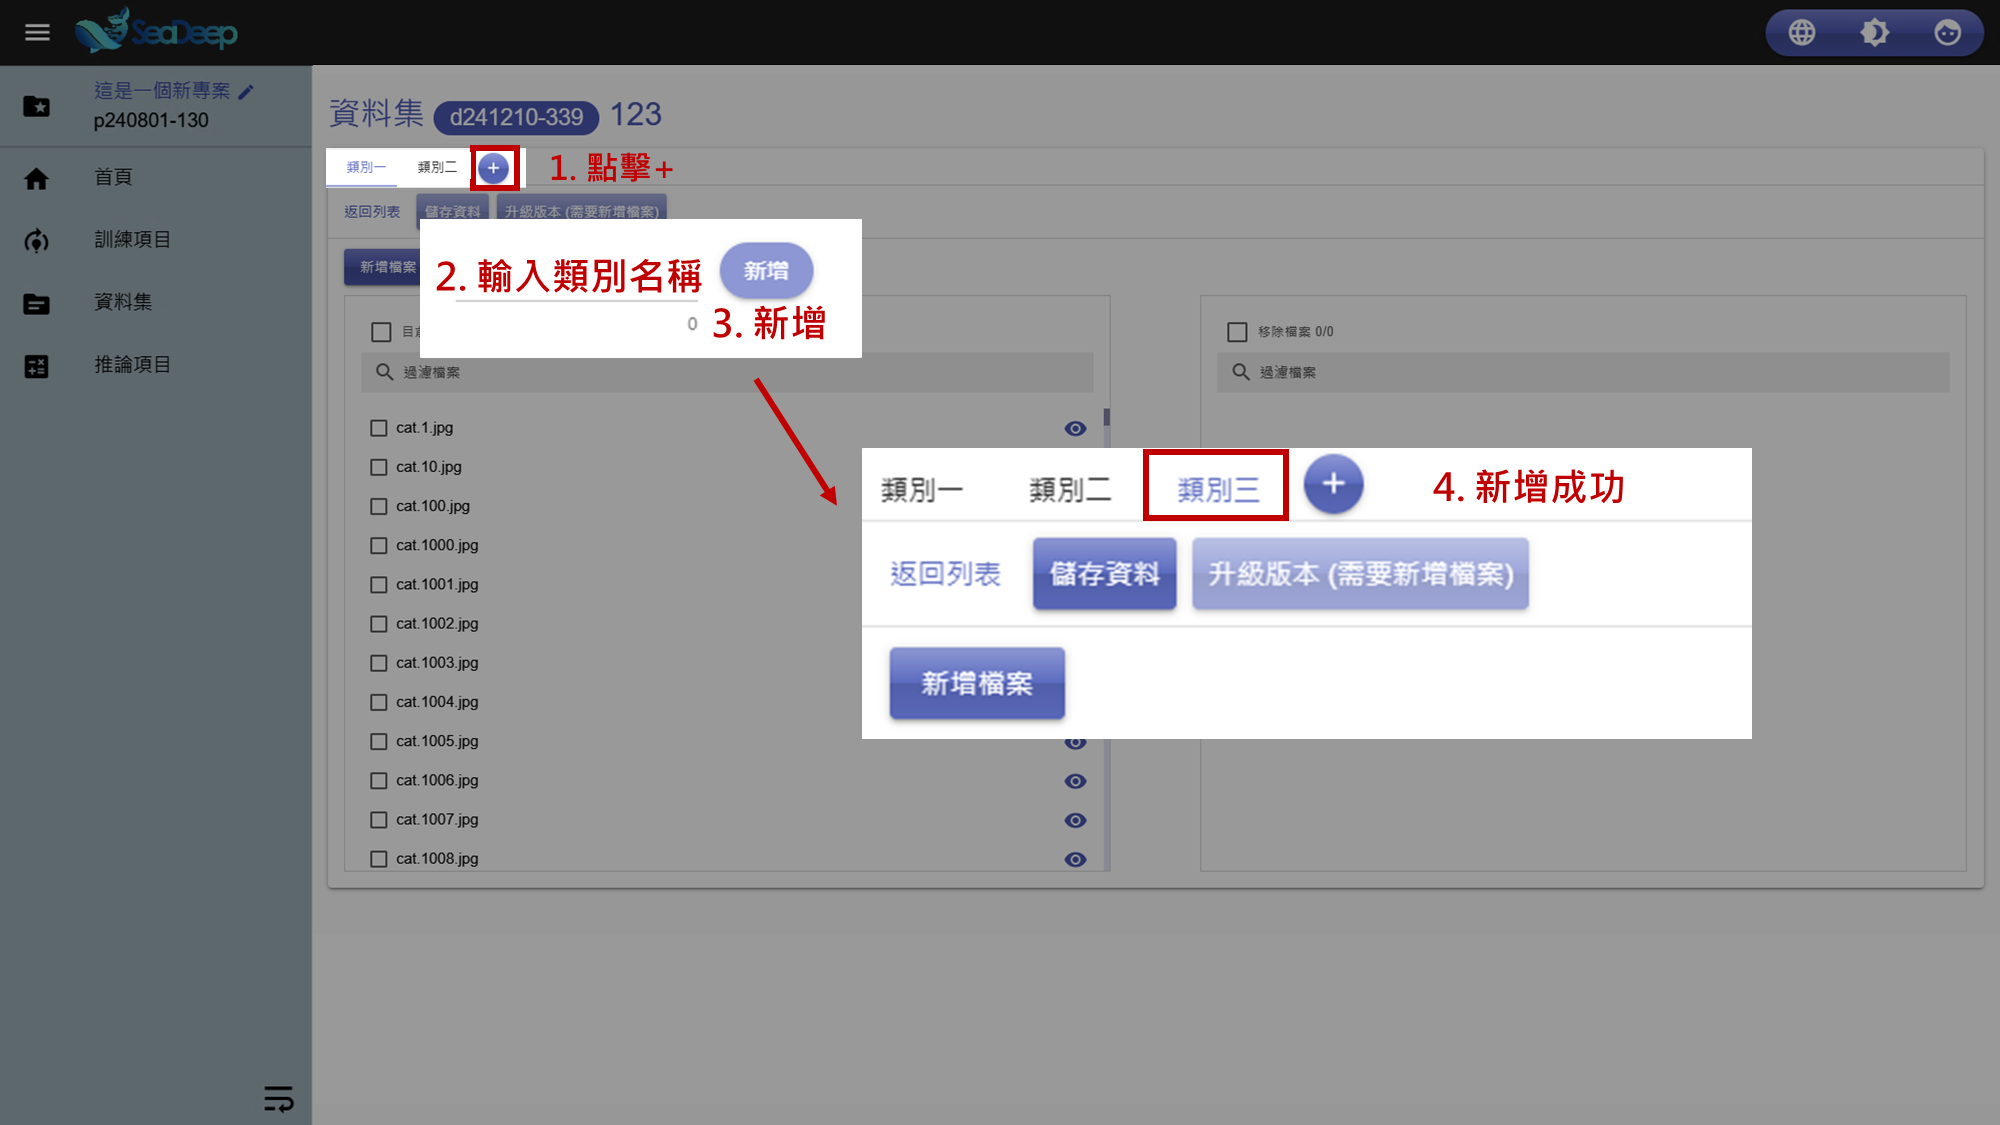 SeaDeep
這是一個新專案
p240801-130
首頁
訓練項目
資料集
推論項目
資料集 d241210-339 123
類別一 類別二 + 1. 點擊+
返回列表 儲存資料 升級版本 (需要新增檔案)
新增檔案
2. 輸入類別名稱 新增
0 3. 新增
過濾檔案
cat.1.jpg
cat.10.jpg
cat.100.jpg
cat.1000.jpg
cat.1001.jpg
cat.1002.jpg
cat.1003.jpg
cat.1004.jpg
cat.1005.jpg
cat.1006.jpg
cat.1007.jpg
cat.1008.jpg
移除檔案 0/0
過濾檔案
類別一 類別二 類別三 + 4. 新增成功
返回列表 儲存資料 升級版本 (需要新增檔案)
新增檔案